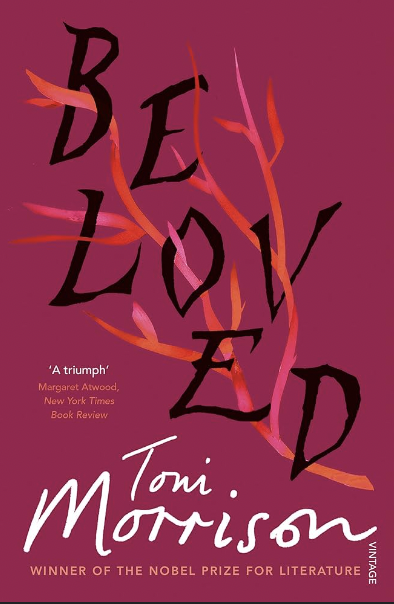 BE
LOV
ED
'A triumph'
Margaret Atwood,
New York Times
Book Review
Toni
Morrison
VINTAGE
WINNER OF THE NOBEL PRIZE FOR LITERATURE